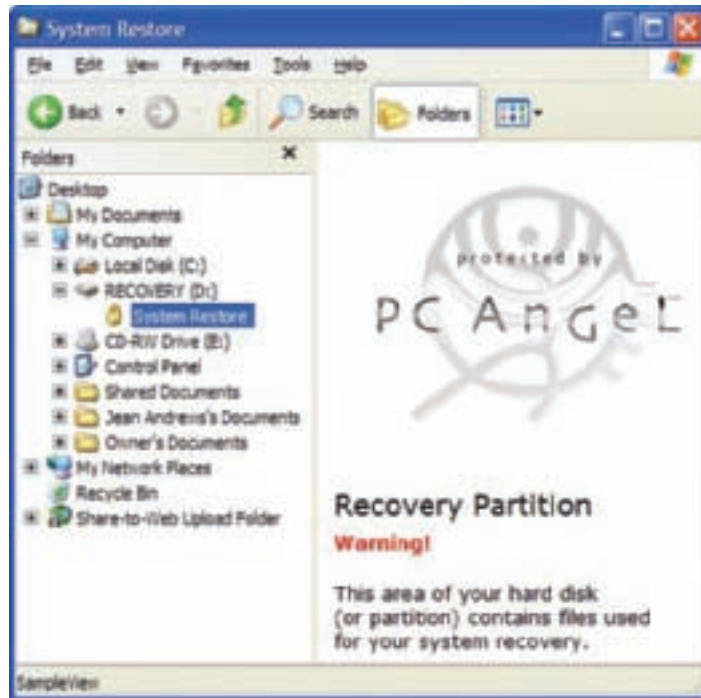 System Restore
File Edit View Favorites Tools Help
Back Search Folders
Folders
Desktop
My Documents
My Computer
Local Disk (C:)
RECOVERY (D:)
System Restore
CD-RW Drive (E:)
Control Panel
Shared Documents
Jean Andrews's Documents
Owner's Documents
My Network Places
Recycle Bin
Share-to-Web Upload Folder
protected by
PC AngeL
Recovery Partition
Warning!
This area of your hard disk
(or partition) contains files used
for your system recovery.
SampleView